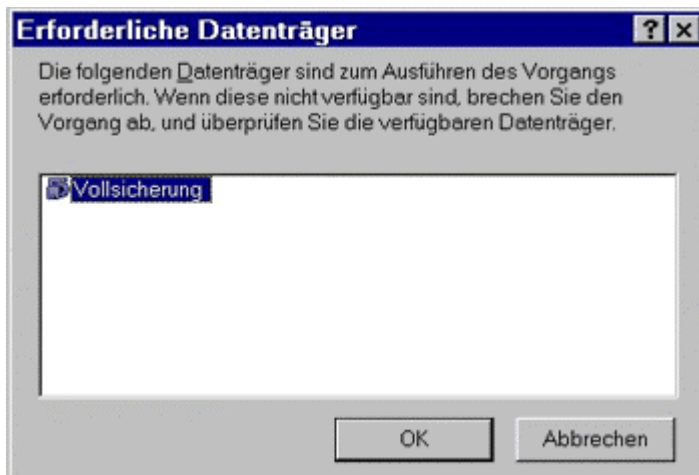 Erforderliche Datenträger
Die folgenden Datenträger sind zum Ausführen des Vorgangs
erforderlich. Wenn diese nicht verfügbar sind, brechen Sie den
Vorgang ab, und überprüfen Sie die verfügbaren Datenträger.
Vollsicherung
OK Abbrechen